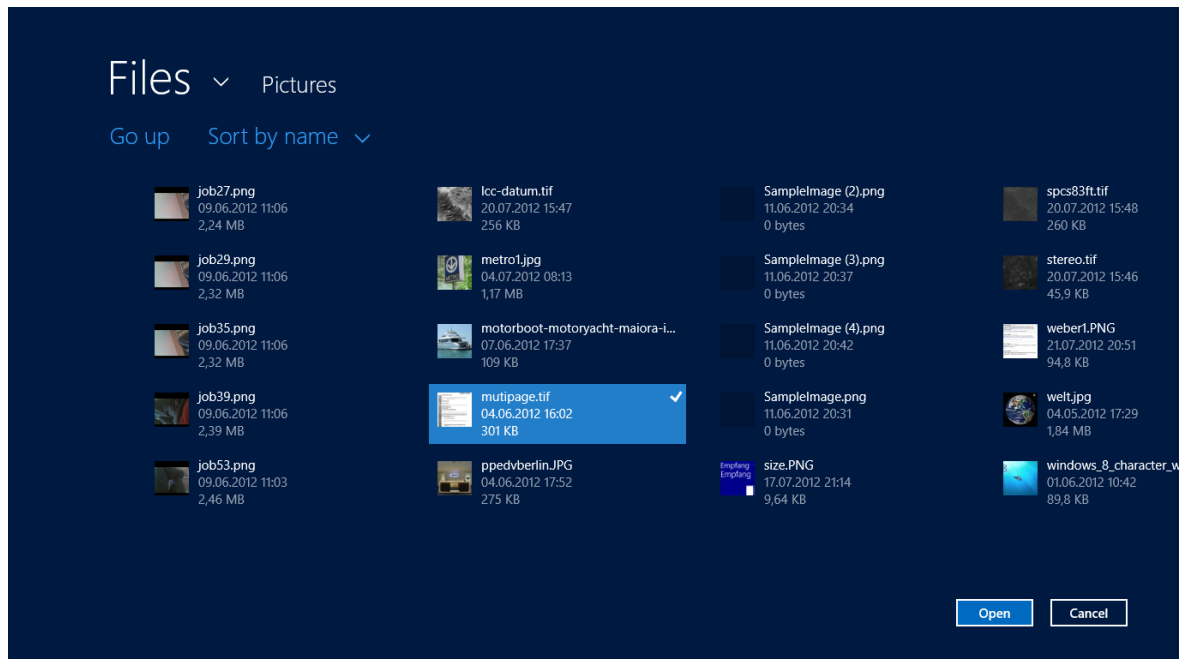 Files Pictures
Go up Sort by name
job27.png
09.06.2012 11:06
2,24 MB
job29.png
09.06.2012 11:06
2,32 MB
job35.png
09.06.2012 11:06
2,32 MB
job39.png
09.06.2012 11:06
2,39 MB
job53.png
09.06.2012 11:03
2,46 MB
lcc-datum.tif
20.07.2012 15:47
256 KB
metro1.jpg
04.07.2012 08:13
1,17 MB
motorboot-motoryacht-maiora-i...
07.06.2012 17:37
109 KB
mutipage.tif
04.06.2012 16:02
301 KB
ppedvberlin.JPG
04.06.2012 17:52
275 KB
SampleImage (2).png
11.06.2012 20:34
0 bytes
SampleImage (3).png
11.06.2012 20:37
0 bytes
SampleImage (4).png
11.06.2012 20:42
0 bytes
SampleImage.png
11.06.2012 20:31
0 bytes
Empfang
Empfang
size.PNG
17.07.2012 21:14
9,64 KB
spcs83ft.tif
20.07.2012 15:48
260 KB
stereo.tif
20.07.2012 15:46
45,9 KB
weber1.PNG
21.07.2012 20:51
94,8 KB
welt.jpg
04.05.2012 17:29
1,84 MB
windows_8_character_w
01.06.2012 10:42
89,8 KB
Open Cancel